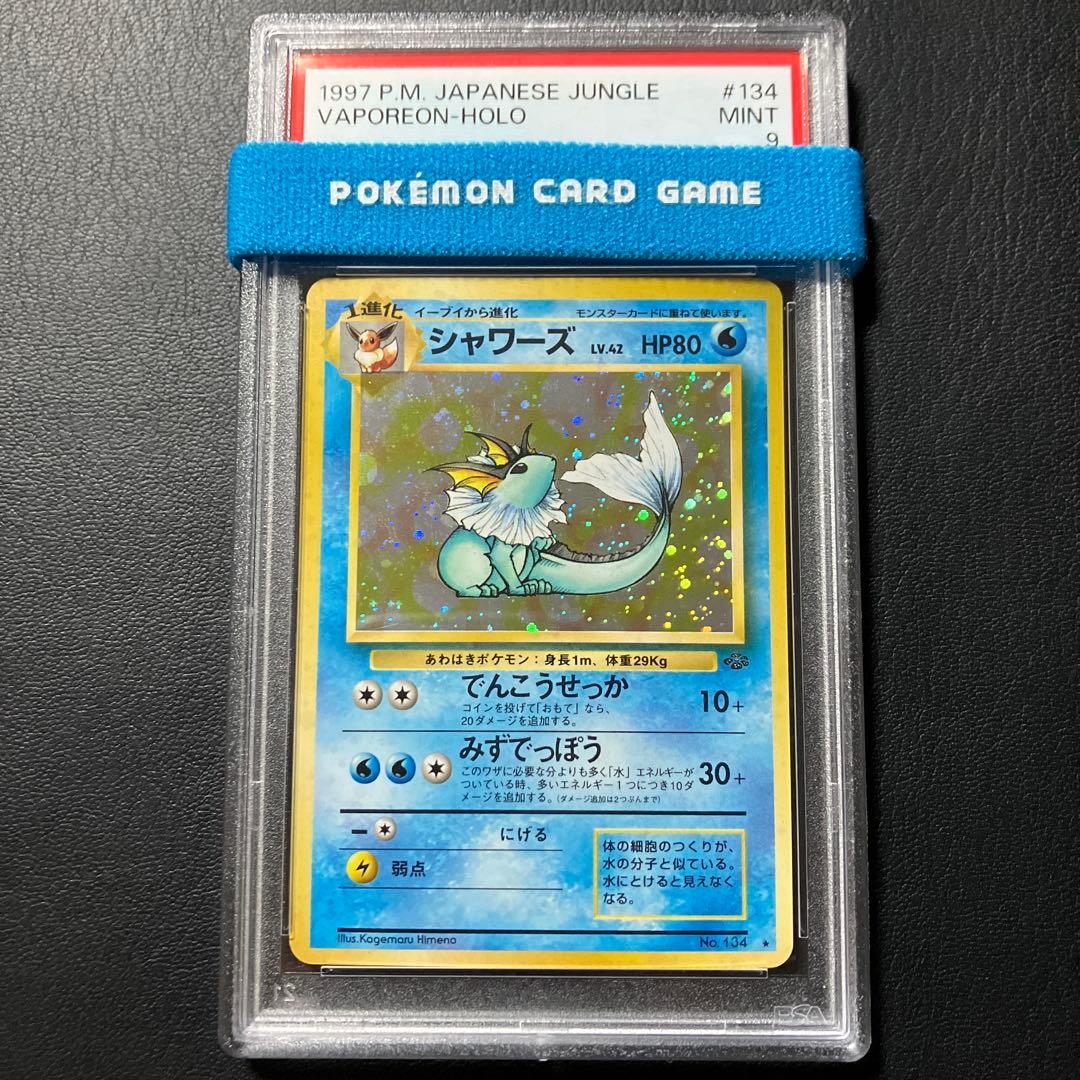 1997 P.M. JAPANESE JUNGLE #134
VAPOREON-HOLO MINT
9
POKÉMON CARD GAME
1進化 イーブイから進化 モンスターカードに重ねて使います。
シャワーズ LV.42 HP80
あわはきポケモン：身長1m、体重29Kg
でんこうせっか 10+
コインを投げて「おもて」なら、
20ダメージを追加する。
みずでっぽう 30+
このワザに必要な分よりも多く「水」エネルギーが
ついている時、多いエネルギー1つにつき10ダ
メージを追加する。(ダメージ追加は2つぶんまで)
にげる
弱点
体の細胞のつくりが、
水の分子と似ている。
水にとけると見えなく
なる。
Illus.Kagemaru Himeno No. 134
PSA